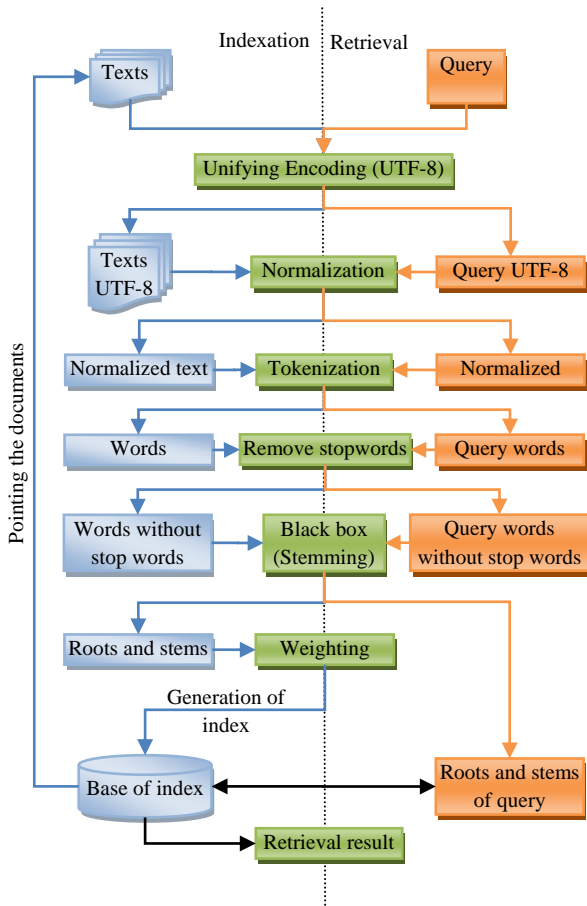 Indexation
Retrieval
Texts
Query
Unifying Encoding (UTF-8)
Texts
UTF-8
Normalization
Query UTF-8
Normalized text
Tokenization
Normalized
Words
Remove stopwords
Query words
Words without
stop words
Black box
(Stemming)
Query words
without stop words
Roots and stems
Weighting
Generation of
index
Base of index
Roots and stems
of query
Retrieval result
Pointing the documents